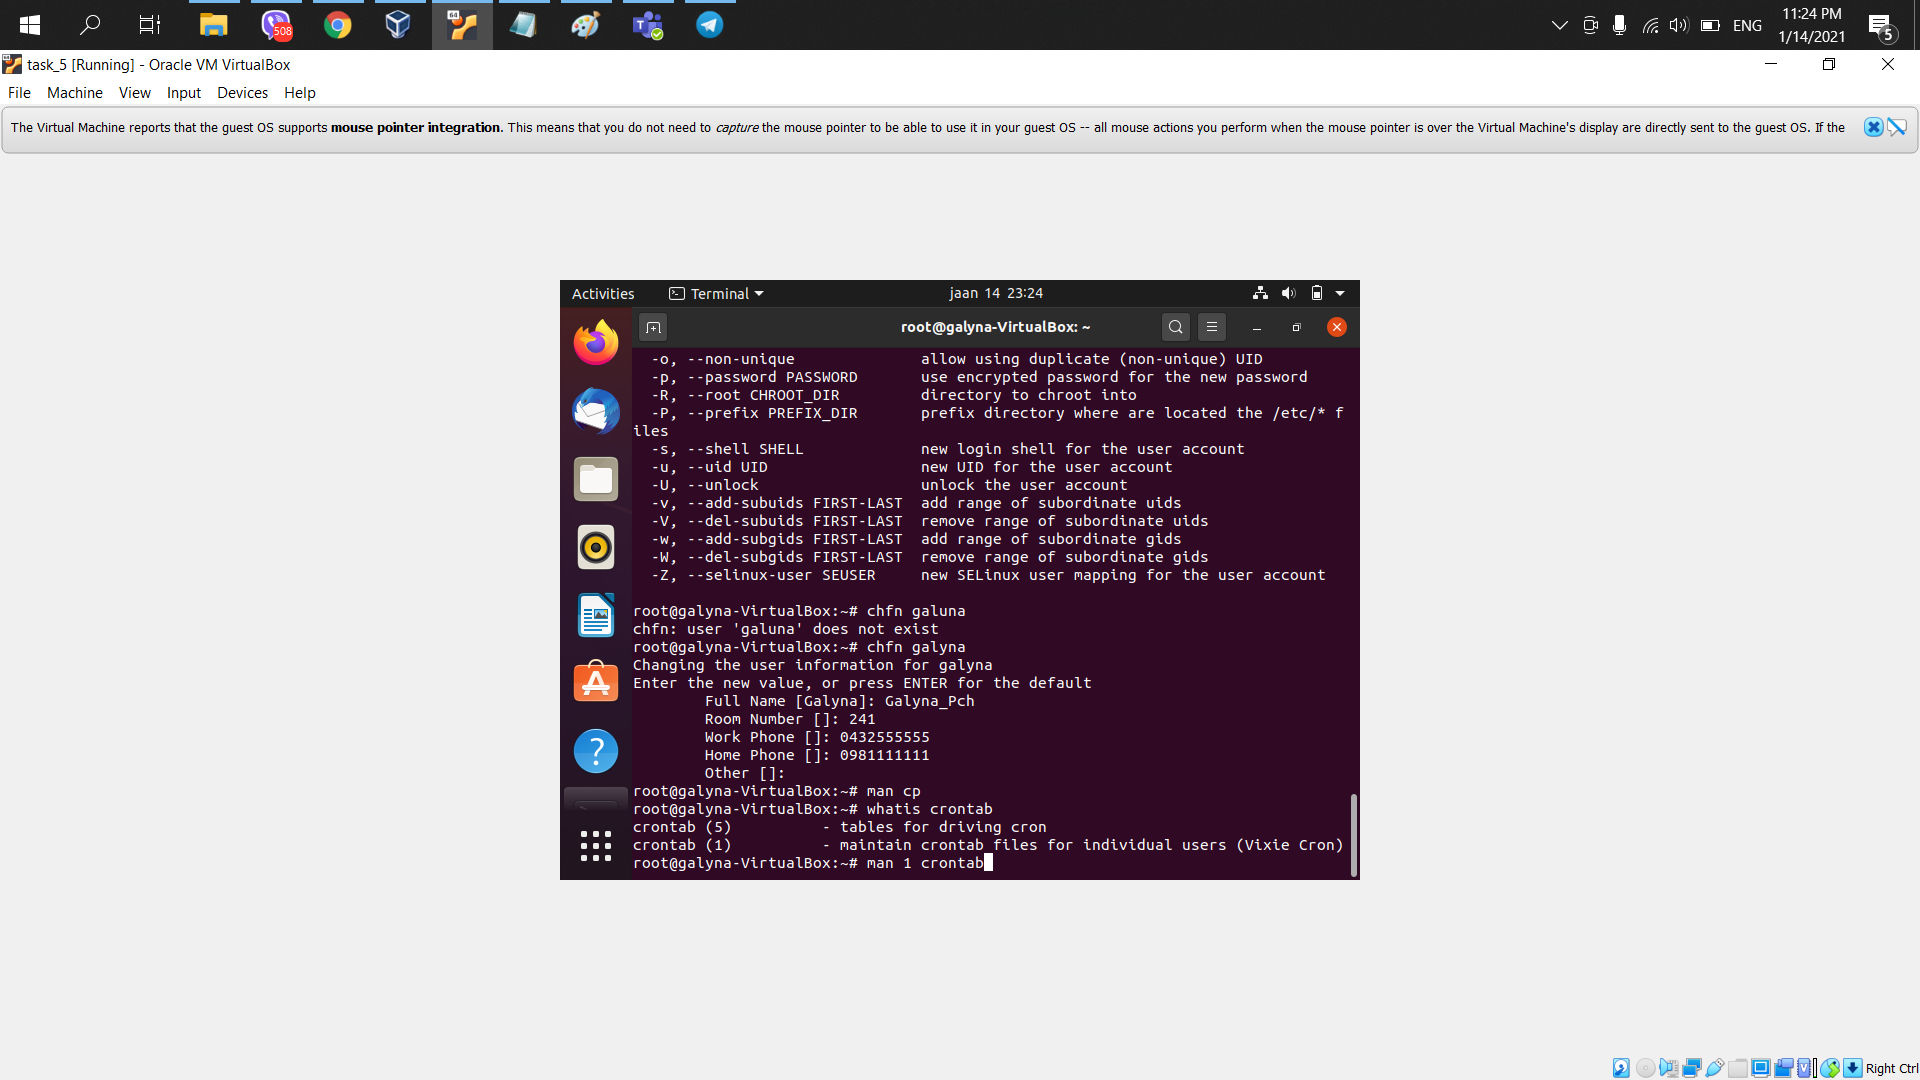 508
64
ENG
11:24 PM
1/14/2021
5
task_5 [Running] - Oracle VM VirtualBox
File Machine View Input Devices Help
The Virtual Machine reports that the guest OS supports mouse pointer integration. This means that you do not need to capture the mouse pointer to be able to use it in your guest OS -- all mouse actions you perform when the mouse pointer is over the Virtual Machine's display are directly sent to the guest OS. If the
Activities Terminal jaan 14 23:24
root@galyna-VirtualBox: ~
-o, --non-unique allow using duplicate (non-unique) UID
-p, --password PASSWORD use encrypted password for the new password
-R, --root CHROOT_DIR directory to chroot into
-P, --prefix PREFIX_DIR prefix directory where are located the /etc/* f
iles
-s, --shell SHELL new login shell for the user account
-u, --uid UID new UID for the user account
-U, --unlock unlock the user account
-v, --add-subuids FIRST-LAST add range of subordinate uids
-V, --del-subuids FIRST-LAST remove range of subordinate uids
-w, --add-subgids FIRST-LAST add range of subordinate gids
-W, --del-subgids FIRST-LAST remove range of subordinate gids
-Z, --selinux-user SEUSER new SELinux user mapping for the user account
root@galyna-VirtualBox:~# chfn galuna
chfn: user 'galuna' does not exist
root@galyna-VirtualBox:~# chfn galyna
Changing the user information for galyna
Enter the new value, or press ENTER for the default
Full Name [Galyna]: Galyna_Pch
Room Number []: 241
Work Phone []: 0432555555
Home Phone []: 0981111111
Other []:
root@galyna-VirtualBox:~# man cp
root@galyna-VirtualBox:~# whatis crontab
crontab (5) - tables for driving cron
crontab (1) - maintain crontab files for individual users (Vixie Cron)
root@galyna-VirtualBox:~# man 1 crontab
Right Ctrl